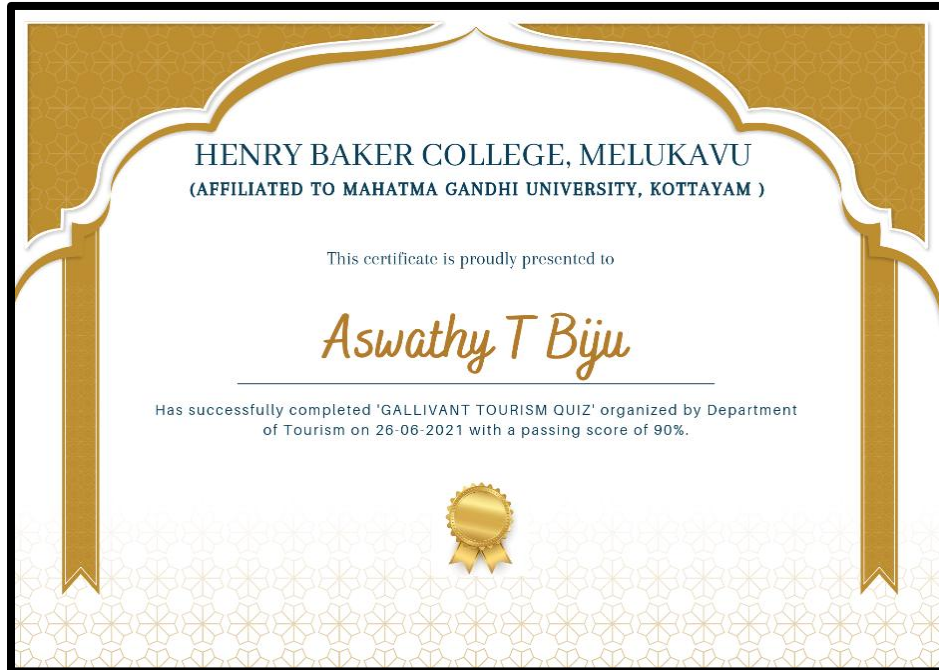 HENRY BAKER COLLEGE, MELUKAVU
(AFFILIATED TO MAHATMA GANDHI UNIVERSITY, KOTTAYAM )
This certificate is proudly presented to
Aswathy T Biju
Has successfully completed 'GALLIVANT TOURISM QUIZ' organized by Department
of Tourism on 26-06-2021 with a passing score of 90%.